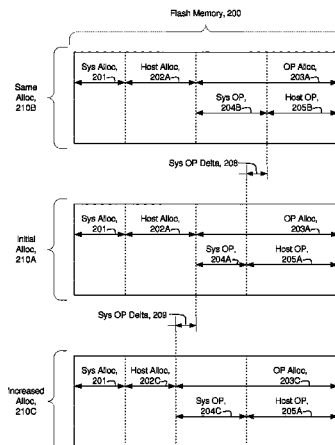 Flash Memory, 200
Same
Alloc,
210B
Sys Alloc,
201
Host Alloc,
202A
OP Alloc,
203A
Sys OP,
204B
Host OP,
205B
Sys OP Delta, 208
Initial
Alloc,
210A
Sys Alloc,
201
Host Alloc,
202A
OP Alloc,
203A
Sys OP,
204A
Host OP,
205A
Sys OP Delta, 209
Increased
Alloc,
210C
Sys Alloc,
201
Host Alloc,
202C
OP Alloc,
203C
Sys OP,
204C
Host OP,
205A